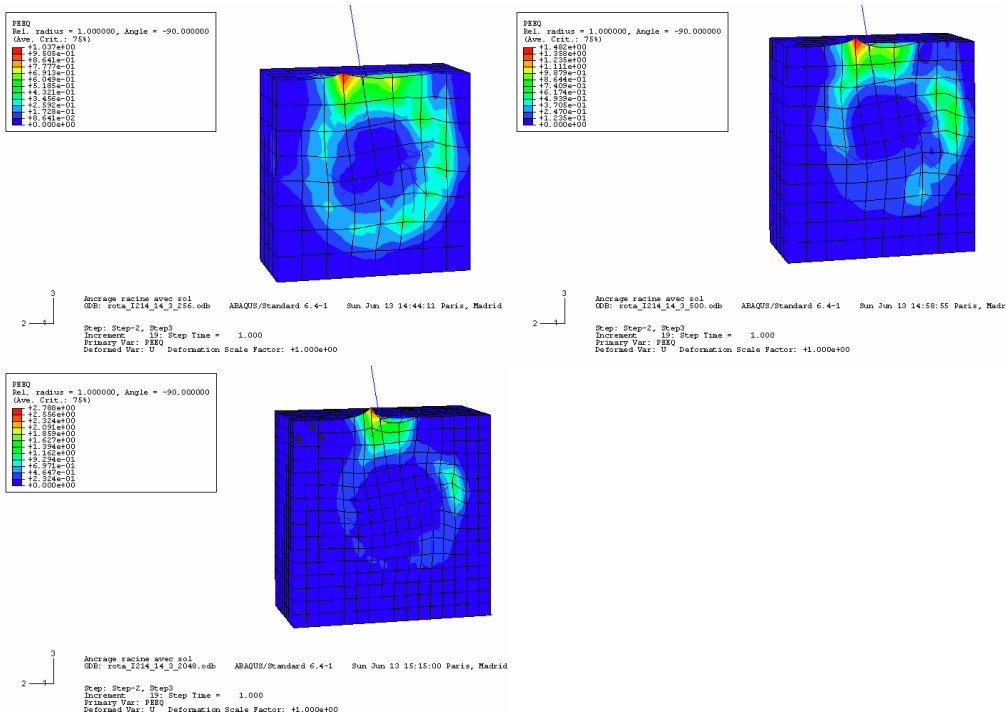 PEEQ
Rel. radius = 1.000000, Angle = -90.000000
(Ave. Crit.: 75%)
+1.037e+00
+9.505e-01
+8.641e-01
+7.777e-01
+6.913e-01
+6.049e-01
+5.185e-01
+4.321e-01
+3.456e-01
+2.592e-01
+1.728e-01
+8.641e-02
+0.000e+00
3
2
1
Ancrage racine avec sol
ODB: rota_I214_14_3_256.odb ABAQUS/Standard 6.4-1 Sun Jun 13 14:44:11 Paris, Madrid
Step: Step-2, Step3
Increment 19: Step Time = 1.000
Primary Var: PEEQ
Deformed Var: U Deformation Scale Factor: +1.000e+00
PEEQ
Rel. radius = 1.000000, Angle = -90.000000
(Ave. Crit.: 75%)
+1.482e+00
+1.358e+00
+1.235e+00
+1.111e+00
+9.879e-01
+8.644e-01
+7.409e-01
+6.174e-01
+4.939e-01
+3.705e-01
+2.470e-01
+1.235e-01
+0.000e+00
3
2
1
Ancrage racine avec sol
ODB: rota_I214_14_3_500.odb ABAQUS/Standard 6.4-1 Sun Jun 13 14:58:55 Paris, Madr
Step: Step-2, Step3
Increment 19: Step Time = 1.000
Primary Var: PEEQ
Deformed Var: U Deformation Scale Factor: +1.000e+00
PEEQ
Rel. radius = 1.000000, Angle = -90.000000
(Ave. Crit.: 75%)
+2.788e+00
+2.556e+00
+2.324e+00
+2.091e+00
+1.859e+00
+1.627e+00
+1.394e+00
+1.162e+00
+9.294e-01
+6.971e-01
+4.647e-01
+2.324e-01
+0.000e+00
3
2
1
Ancrage racine avec sol
ODB: rota_I214_14_3_2048.odb ABAQUS/Standard 6.4-1 Sun Jun 13 15:15:00 Paris, Madrid
Step: Step-2, Step3
Increment 19: Step Time = 1.000
Primary Var: PEEQ
Deformed Var: U Deformation Scale Factor: +1.000e+00